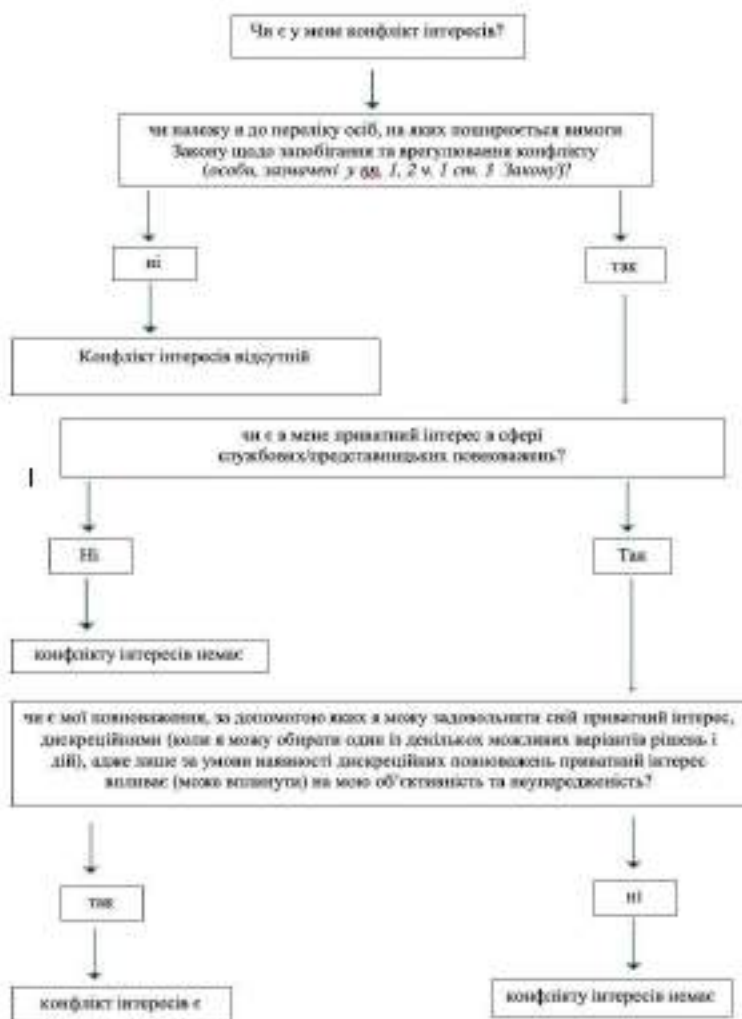 Чи є у мене конфлікт інтересів?
чи належу я до переліку осіб, на яких поширюється вимоги
Закону щодо запобігання та врегулювання конфлікту
(особи, зазначені у пп. 1, 2 ч. 1 ст. 3 Закону)?
ні
так
Конфлікт інтересів відсутній
чи є в мене приватний інтерес в сфері
службових/представницьких повноважень?
Ні
Так
конфлікту інтересів немає
чи є мої повноваження, за допомогою яких я можу задовольнити свій приватний інтерес,
дискреційними (коли я можу обирати один із декількох можливих варіантів рішень і
дій), адже лише за умови наявності дискреційних повноважень приватний інтерес
впливає (може вплинути) на мою об'єктивність та неупередженість?
так
ні
конфлікт інтересів є
конфлікту інтересів немає